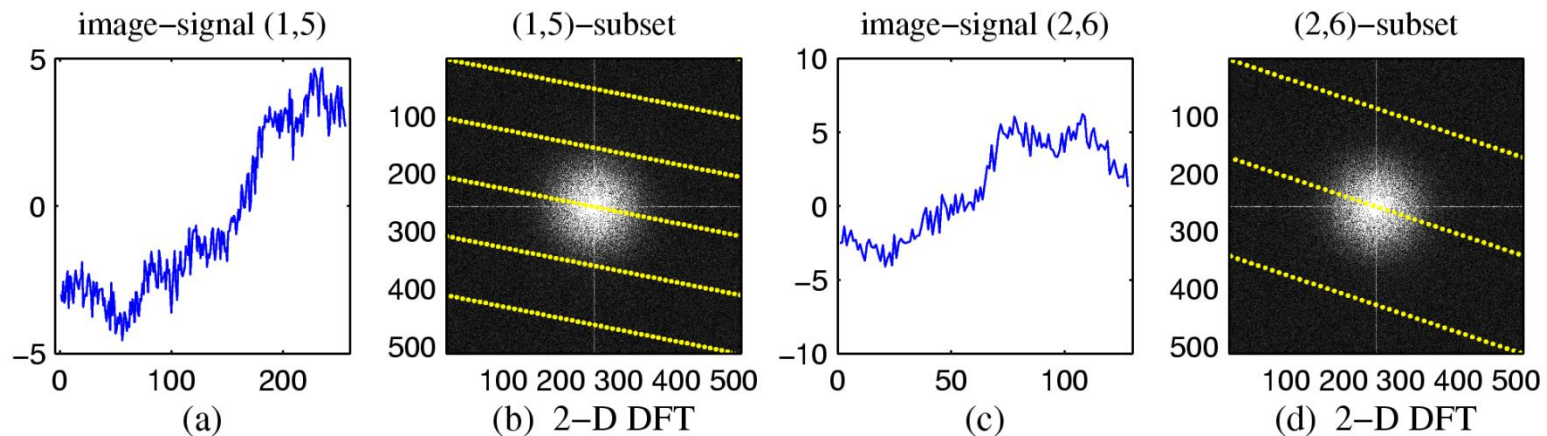 image−signal (1,5)
5
0
−5
0 100 200
(a)
(1,5)−subset
100
200
300
400
500
100 200 300 400 500
(b) 2−D DFT
image−signal (2,6)
10
5
0
−5
−10
0 50 100
(c)
(2,6)−subset
100
200
300
400
500
100 200 300 400 500
(d) 2−D DFT